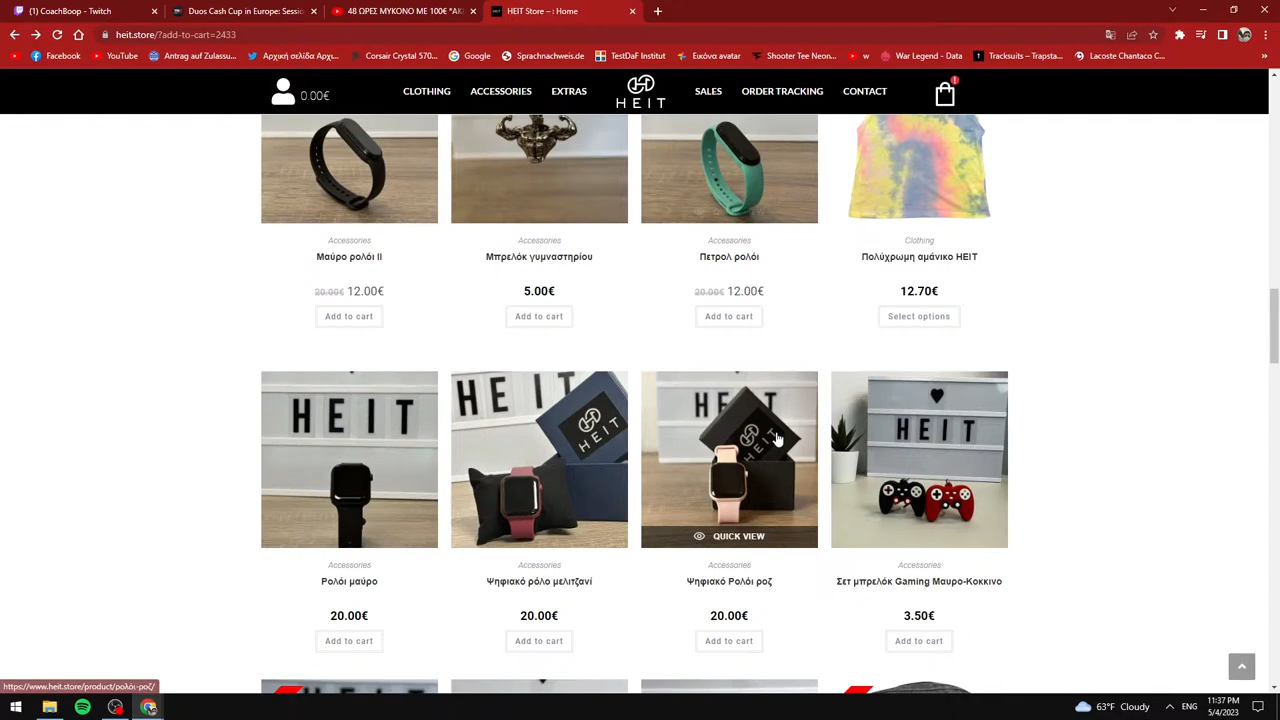 (1) CoachBoop - Twitch
Duos Cash Cup in Europe: Sessio
48 ΩΡΕΣ ΜΥΚΟΝΟ ΜΕ 100€ *AK
HEIT Store – : Home
heit.store/?add-to-cart=2433
Facebook
YouTube
Antrag auf Zulassu...
Αρχική σελίδα Αρχι...
Corsair Crystal 570...
Google
Sprachnachweis.de
TestDaF Institut
Εικόνα avatar
Shooter Tee Neon...
w
War Legend - Data
Tracksuits – Trapsta...
Lacoste Chantaco C...
0.00€
CLOTHING
ACCESSORIES
EXTRAS
HEIT
SALES
ORDER TRACKING
CONTACT
Accessories
Accessories
Accessories
Clothing
Μαύρο ρολόι II
Μπρελόκ γυμναστηρίου
Πετρολ ρολόι
Πολύχρωμη αμάνικο HEIT
20.00€ 12.00€
5.00€
20.00€ 12.00€
12.70€
Add to cart
Add to cart
Add to cart
Select options
HEIT
HEIT
HEIT
HEIT
HEIT
HEIT
QUICK VIEW
Accessories
Accessories
Accessories
Accessories
Ρολόι μαύρο
Ψηφιακό ρόλο μελιτζανί
Ψηφιακό Ρολόι ροζ
Σετ μπρελόκ Gaming Μαυρο-Κοκκινο
20.00€
20.00€
20.00€
3.50€
Add to cart
Add to cart
Add to cart
Add to cart
https://www.heit.store/product/ρολόι-ροζ/
63°F Cloudy
ENG
11:37 PM
5/4/2023